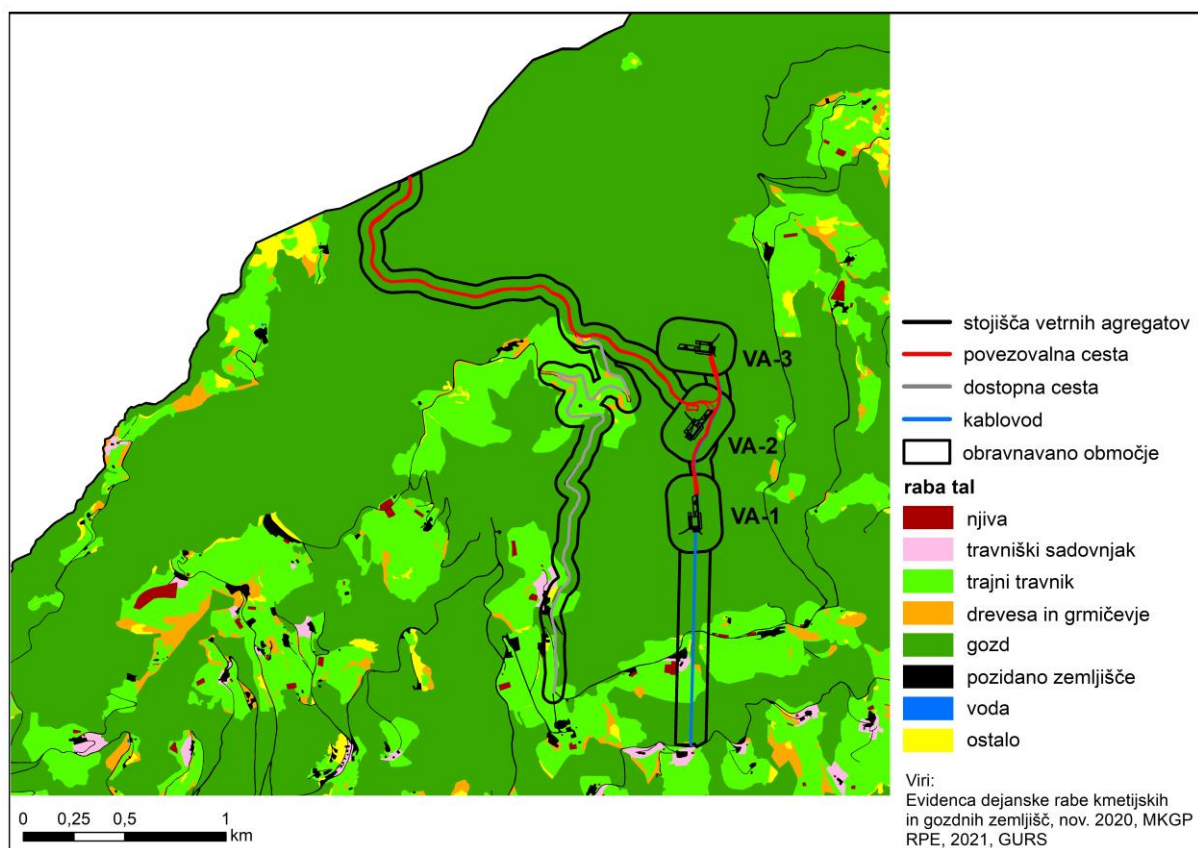 VA-3
VA-2
VA-1
stojišča vetrnih agregatov
povezovalna cesta
dostopna cesta
kablovod
obravnavano območje
raba tal
njiva
travniški sadovnjak
trajni travnik
drevesa in grmičevje
gozd
pozidano zemljišče
voda
ostalo
Viri:
Evidenca dejanske rabe kmetijskih
in gozdnih zemljišč, nov. 2020, MKGP
RPE, 2021, GURS
0 0,25 0,5 1
km